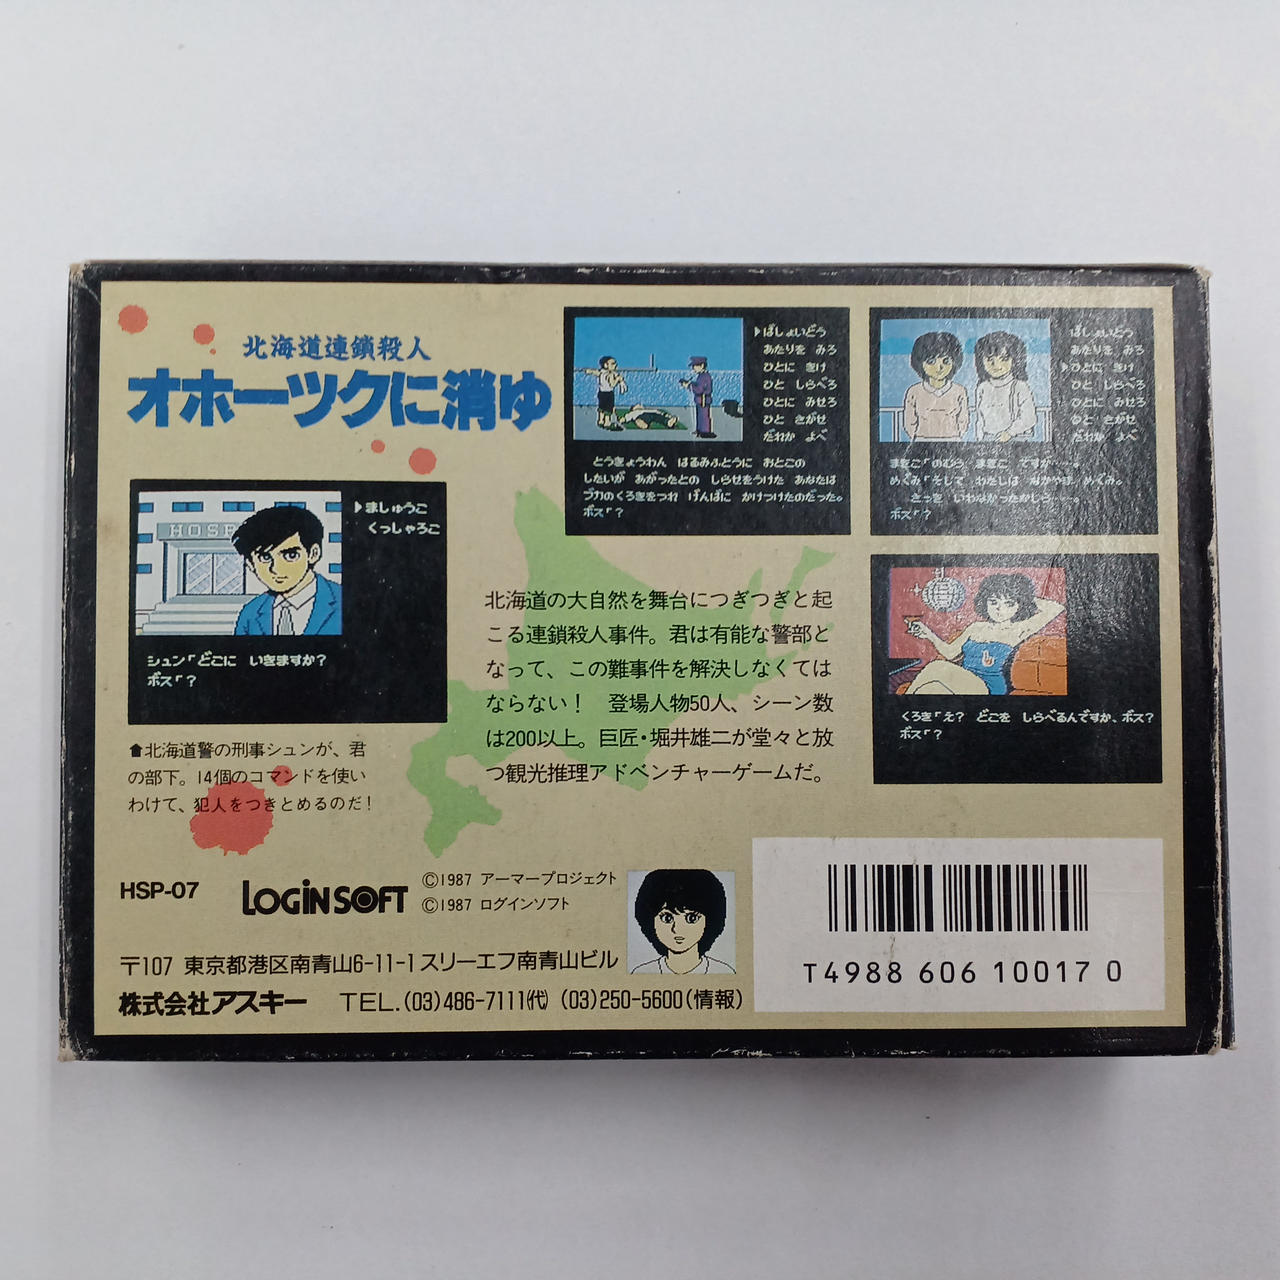 北海道連鎖殺人
オホーツクに消ゆ
▶ばしょいどう
あたりを みろ
ひとに きけ
ひと しらべろ
ひとに みせろ
ひと さがせ
だれか よべ
とうきょうわん はるみふとうに おとこの
したいが あがったとの しらせをうけた あなたは
ブカのくろきをつれ げんばに かけつけたのだった。
ボス「?
ばしょいどう
あたりを みろ
▶ひとに きけ
ひと しらべろ
ひとに みせろ
ひと さがせ
だれか よべ
まきこ「のむら まきこ ですが・・・。
めぐみ「そして わたしは なかやま めぐみ。
さっき いわなかったかしら・・・。
ボス「?
HOSP
▶ましゅうこ
くっしゃろこ
シュン「どこに いきますか?
ボス「?
くろき「え? どこを しらべるんですか、ボス?
ボス「?
北海道の大自然を舞台につぎつぎと起
こる連鎖殺人事件。君は有能な警部と
なって、この難事件を解決しなくては
ならない! 登場人物50人、シーン数
は200以上。巨匠・堀井雄二が堂々と放
つ観光推理アドベンチャーゲームだ。
⬆北海道警の刑事シュンが、君
の部下。14個のコマンドを使い
わけて、犯人をつきとめるのだ!
HSP-07
LOGiN SOFT
©1987 アーマープロジェクト
©1987 ログインソフト
〒107 東京都港区南青山6-11-1スリーエフ南青山ビル
株式会社アスキー TEL.(03)486-7111㈹ (03)250-5600(情報)
T4988 606 10017 0